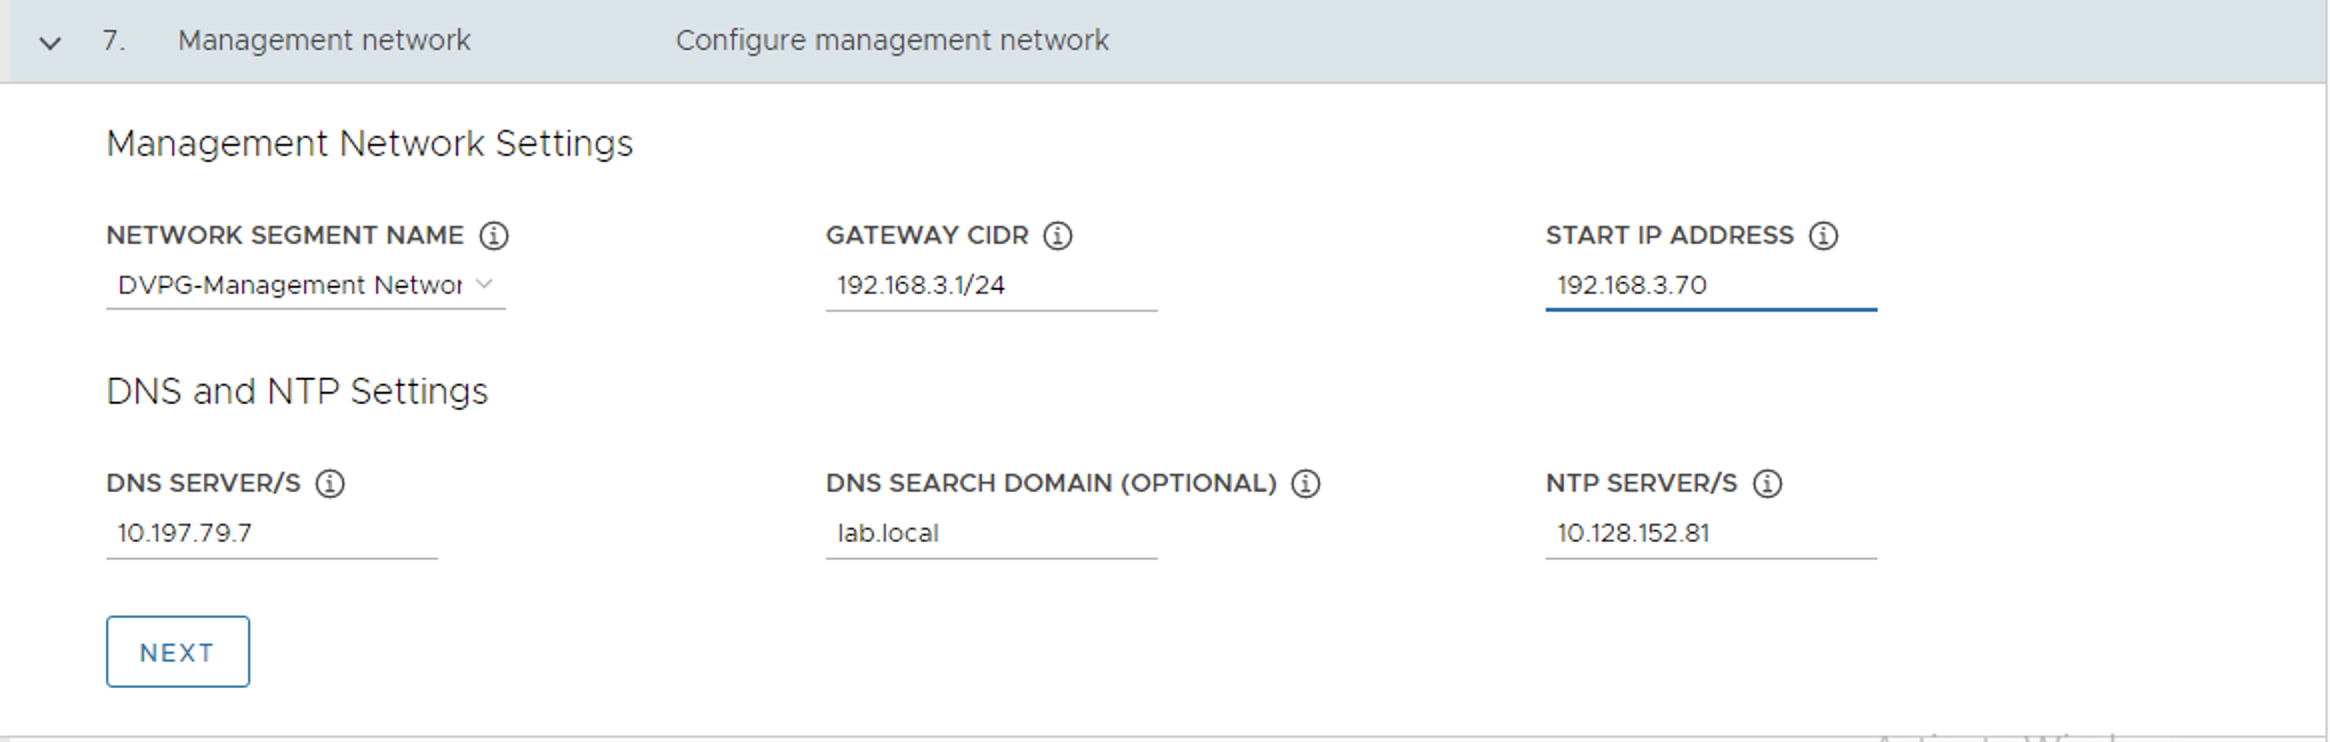 7. Management network Configure management network
Management Network Settings
NETWORK SEGMENT NAME GATEWAY CIDR START IP ADDRESS
DVPG-Management Networ 192.168.3.1/24 192.168.3.70
DNS and NTP Settings
DNS SERVER/S DNS SEARCH DOMAIN (OPTIONAL) NTP SERVER/S
10.197.79.7 lab.local 10.128.152.81
NEXT